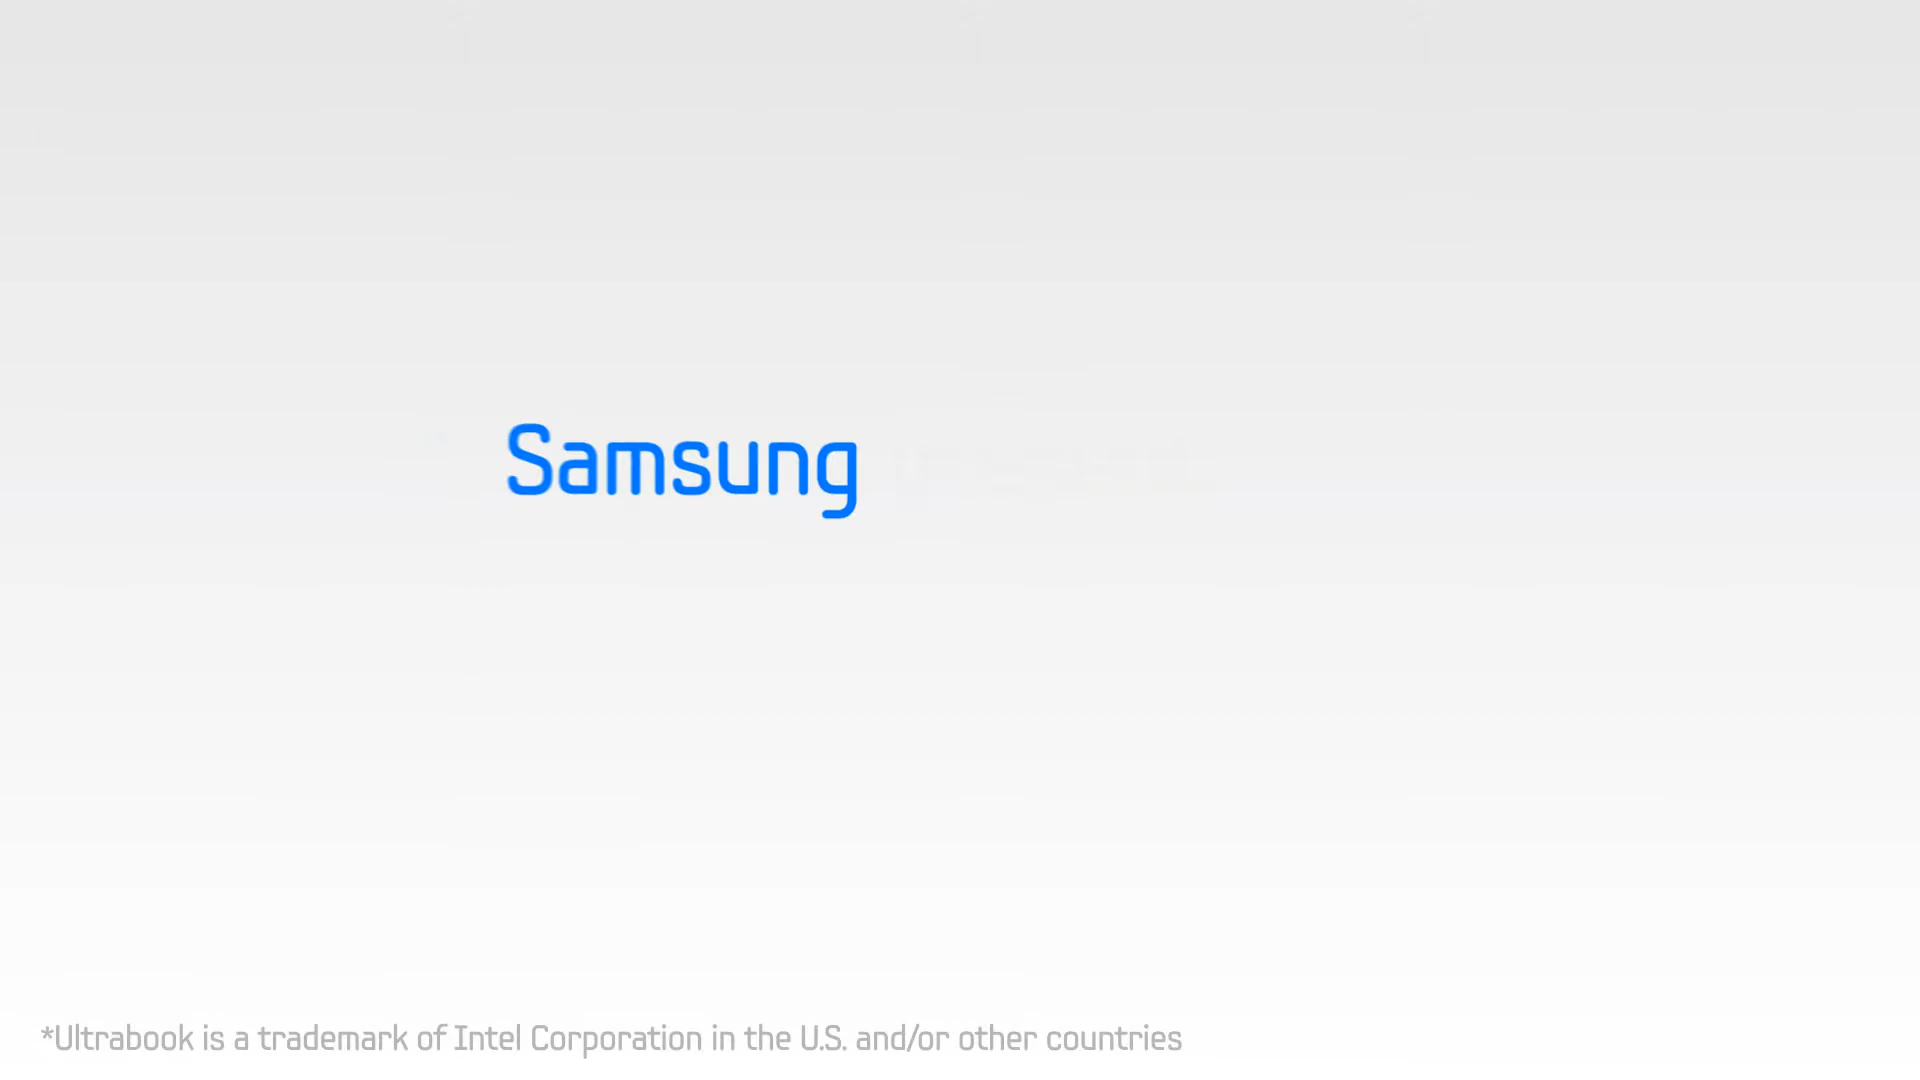 Samsung
*Ultrabook is a trademark of Intel Corporation in the U.S. and/or other countries